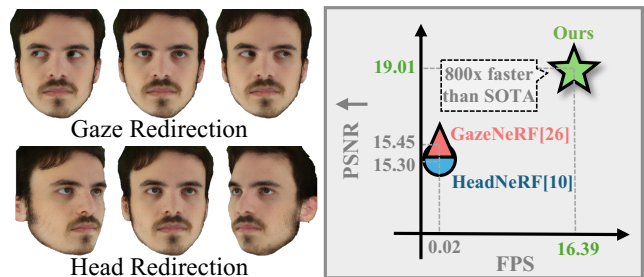 Gaze Redirection
Head Redirection
Ours
19.01
800x faster
than SOTA
PSNR
15.45
GazeNeRF[26]
15.30
HeadNeRF[10]
0.02
FPS
16.39